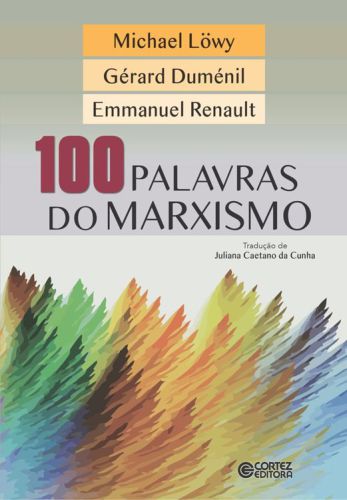 Michael Löwy
Gérard Duménil
Emmanuel Renault
100 PALAVRAS
DO MARXISMO
Tradução de
Juliana Caetano da Cunha
CORTEZ
EDITORA